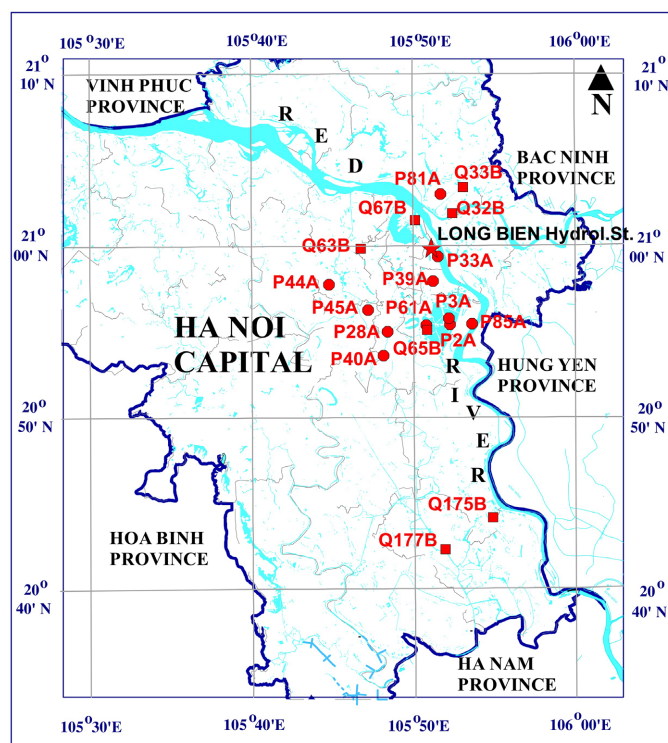 105°30'E 105°40'E 105°50'E 106°00'E
21°
10' N
21°
10' N
VINH PHUC
PROVINCE
N
R
E
D
BAC NINH
PROVINCE
P81A
Q33B
Q67B
Q32B
LONG BIEN Hydrol.St.
21°
00' N
21°
00' N
Q63B
P33A
P44A
P39A
P45A
P61A
P3A
HA NOI
CAPITAL
P28A
P85A
P2A
P40A
Q65B
HUNG YEN
PROVINCE
R
I
V
E
R
20°
50' N
20°
50' N
Q175B
HOA BINH
PROVINCE
Q177B
20°
40' N
20°
40' N
HA NAM
PROVINCE
105°30'E 105°40'E 105°50'E 106°00'E